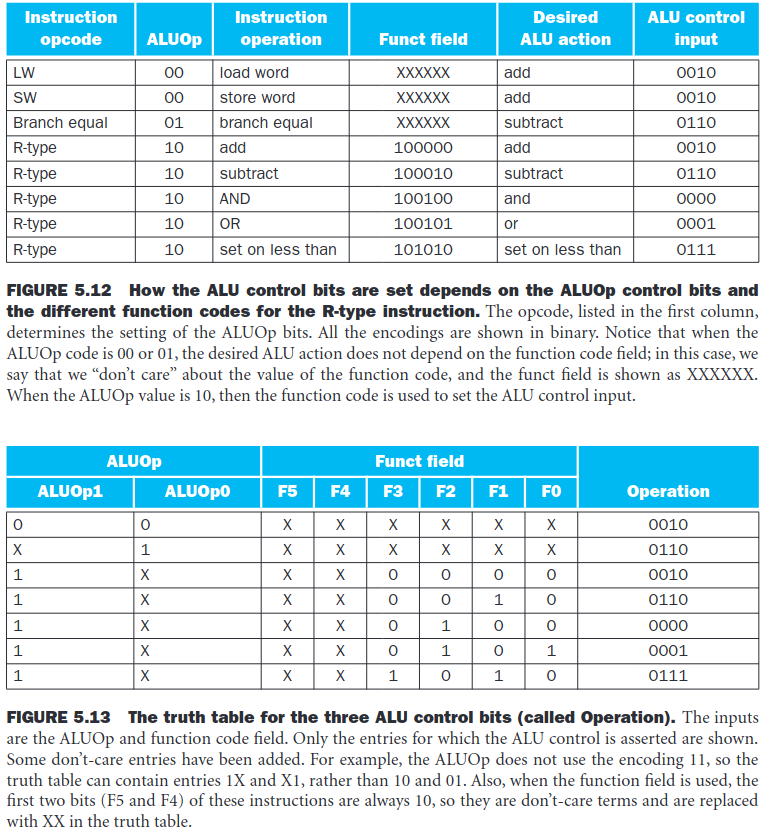 Instruction opcode ALUOp Instruction operation Funct field Desired ALU action ALU control input
LW 00 load word XXXXXX add 0010
SW 00 store word XXXXXX add 0010
Branch equal 01 branch equal XXXXXX subtract 0110
R-type 10 add 100000 add 0010
R-type 10 subtract 100010 subtract 0110
R-type 10 AND 100100 and 0000
R-type 10 OR 100101 or 0001
R-type 10 set on less than 101010 set on less than 0111
FIGURE 5.12 How the ALU control bits are set depends on the ALUOp control bits and
the different function codes for the R-type instruction. The opcode, listed in the first column,
determines the setting of the ALUOp bits. All the encodings are shown in binary. Notice that when the
ALUOp code is 00 or 01, the desired ALU action does not depend on the function code field; in this case, we
say that we “don’t care” about the value of the function code, and the funct field is shown as XXXXXX.
When the ALUOp value is 10, then the function code is used to set the ALU control input.
ALUOp Funct field
ALUOp1 ALUOp0 F5 F4 F3 F2 F1 F0 Operation
0 0 X X X X X X 0010
X 1 X X X X X X 0110
1 X X X 0 0 0 0 0010
1 X X X 0 0 1 0 0110
1 X X X 0 1 0 0 0000
1 X X X 0 1 0 1 0001
1 X X X 1 0 1 0 0111
FIGURE 5.13 The truth table for the three ALU control bits (called Operation). The inputs
are the ALUOp and function code field. Only the entries for which the ALU control is asserted are shown.
Some don’t-care entries have been added. For example, the ALUOp does not use the encoding 11, so the
truth table can contain entries 1X and X1, rather than 10 and 01. Also, when the function field is used, the
first two bits (F5 and F4) of these instructions are always 10, so they are don’t-care terms and are replaced
with XX in the truth table.